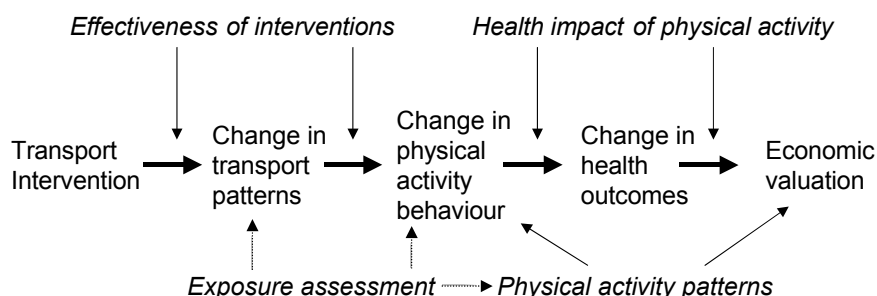 Effectiveness of interventions
Health impact of physical activity
Transport
Intervention
Change in
transport
patterns
Change in
physical
activity
behaviour
Change in
health
outcomes
Economic
valuation
Exposure assessment
Physical activity patterns